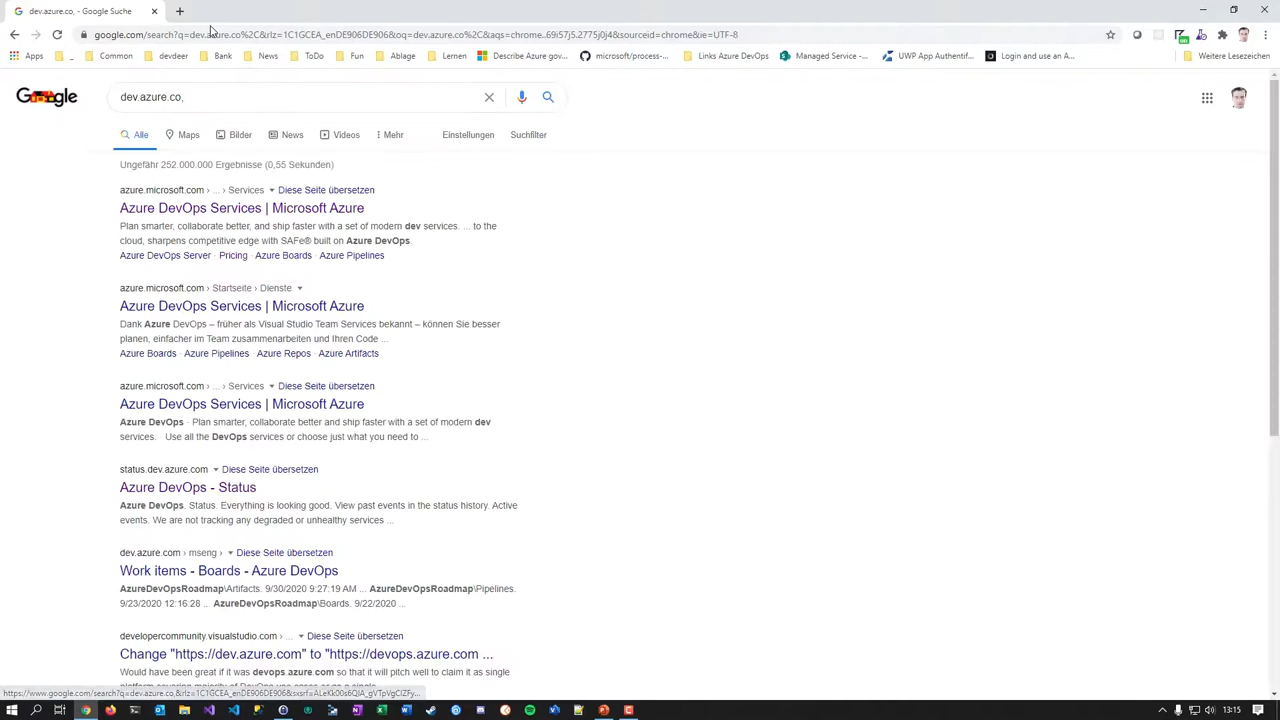 dev.azure.co, - Google Suche
google.com/search?q=dev.azure.co%2C&rlz=1C1GCEA_enDE906DE906&oq=dev.azure.co%2C&aqs=chrome..69i57j5.2775j0j4&sourceid=chrome&ie=UTF-8
Apps _ Common devdeer Bank News ToDo Fun Ablage Lernen Describe Azure gov... microsoft/process-... Links Azure DevOps Managed Service -... UWP App Authentif... Login and use an A... Weitere Lesezeichen
Google
dev.azure.co,
Alle Maps Bilder News Videos Mehr Einstellungen Suchfilter
Ungefähr 252.000.000 Ergebnisse (0,55 Sekunden)
azure.microsoft.com › ... › Services Diese Seite übersetzen
Azure DevOps Services | Microsoft Azure
Plan smarter, collaborate better, and ship faster with a set of modern dev services. ... to the
cloud, sharpens competitive edge with SAFe® built on Azure DevOps.
Azure DevOps Server · Pricing · Azure Boards · Azure Pipelines
azure.microsoft.com › Startseite › Dienste
Azure DevOps Services | Microsoft Azure
Dank Azure DevOps – früher als Visual Studio Team Services bekannt – können Sie besser
planen, einfacher im Team zusammenarbeiten und Ihren Code ...
Azure Boards · Azure Pipelines · Azure Repos · Azure Artifacts
azure.microsoft.com › ... › Services Diese Seite übersetzen
Azure DevOps Services | Microsoft Azure
Azure DevOps · Plan smarter, collaborate better and ship faster with a set of modern dev
services. Use all the DevOps services or choose just what you need to ...
status.dev.azure.com Diese Seite übersetzen
Azure DevOps - Status
Azure DevOps. Status. Everything is looking good. View past events in the status history. Active
events. We are not tracking any degraded or unhealthy services ...
dev.azure.com › mseng › Diese Seite übersetzen
Work items - Boards - Azure DevOps
AzureDevOpsRoadmap\Artifacts. 9/30/2020 9:27:19 AM ... AzureDevOpsRoadmap\Pipelines.
9/23/2020 12:16:28 ... AzureDevOpsRoadmap\Boards. 9/22/2020 ...
developercommunity.visualstudio.com › ... Diese Seite übersetzen
Change "https://dev.azure.com" to "https://devops.azure.com ...
Would have been great if it was devops.azure.com so that it will pitch well to claim it as single
13:15